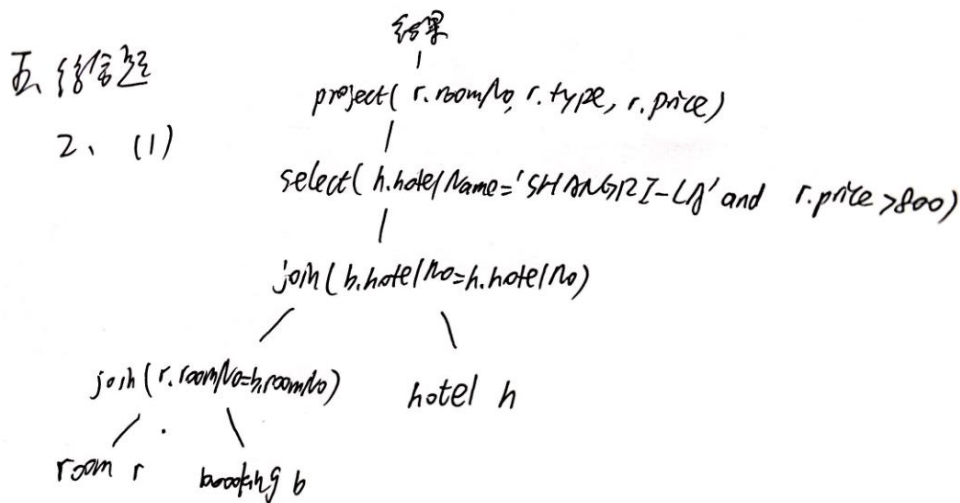 结果
五、综合题
project( r.roomNo, r.type, r.price)
2、(1)
select( h.hotelName='SHANGRI-LA' and r.price>800)
join( b.hotelNo=h.hotelNo)
join(r.roomNo=b.roomNo) hotel h
room r booking b